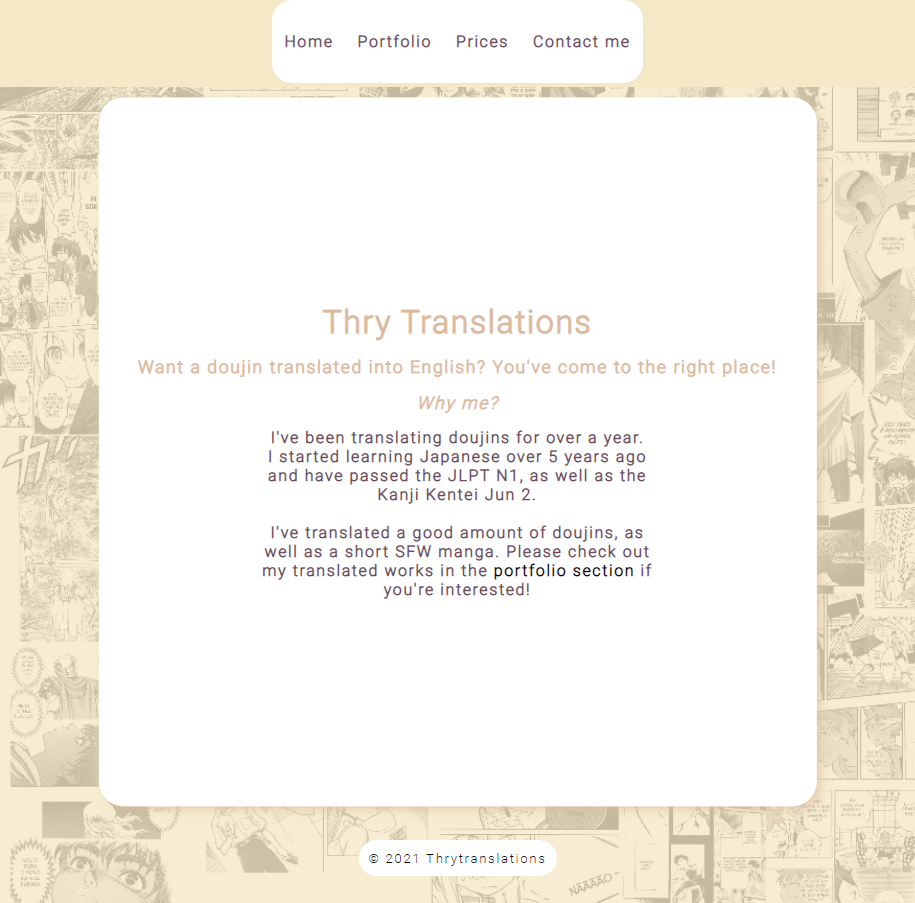 Home Portfolio Prices Contact me
Thry Translations
Want a doujin translated into English? You've come to the right place!
Why me?
I've been translating doujins for over a year.
I started learning Japanese over 5 years ago
and have passed the JLPT N1, as well as the
Kanji Kentei Jun 2.
I've translated a good amount of doujins, as
well as a short SFW manga. Please check out
my translated works in the portfolio section if
you're interested!
NÃÃÃÃO~
© 2021 Thrytranslations